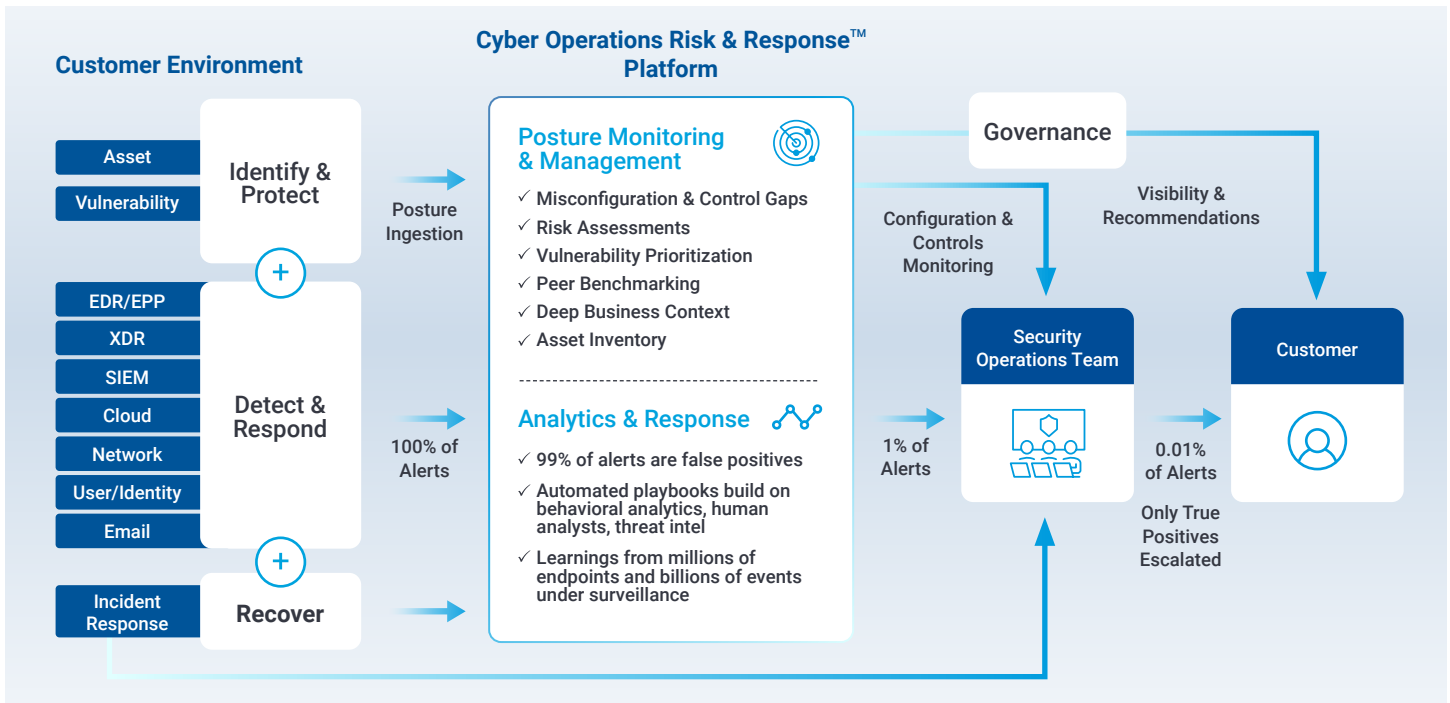 Customer Environment
Cyber Operations Risk & Response™
Platform
Asset
Vulnerability
Identify &
Protect
+
EDR/EPP
XDR
SIEM
Cloud
Network
User/Identity
Email
Detect &
Respond
+
Incident
Response
Recover
Posture
Ingestion
100% of
Alerts
Posture Monitoring
& Management
✓ Misconfiguration & Control Gaps
✓ Risk Assessments
✓ Vulnerability Prioritization
✓ Peer Benchmarking
✓ Deep Business Context
✓ Asset Inventory
Analytics & Response
✓ 99% of alerts are false positives
✓ Automated playbooks build on
behavioral analytics, human
analysts, threat intel
✓ Learnings from millions of
endpoints and billions of events
under surveillance
Governance
Configuration &
Controls
Monitoring
Visibility &
Recommendations
1% of
Alerts
Security
Operations Team
0.01%
of Alerts
Only True
Positives
Escalated
Customer